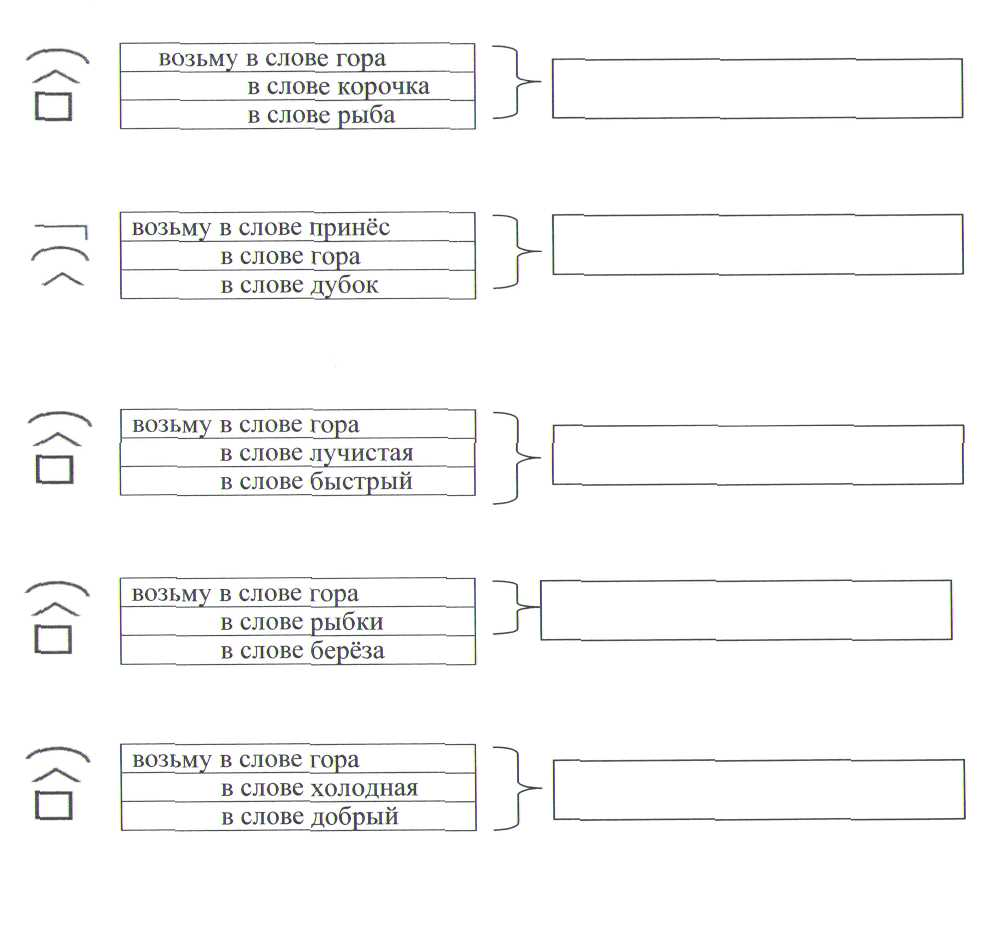 возьму в слове гора
в слове корочка
в слове рыба
возьму в слове принёс
в слове гора
в слове дубок
возьму в слове гора
в слове лучистая
в слове быстрый
возьму в слове гора
в слове рыбки
в слове берёза
возьму в слове гора
в слове холодная
в слове добрый